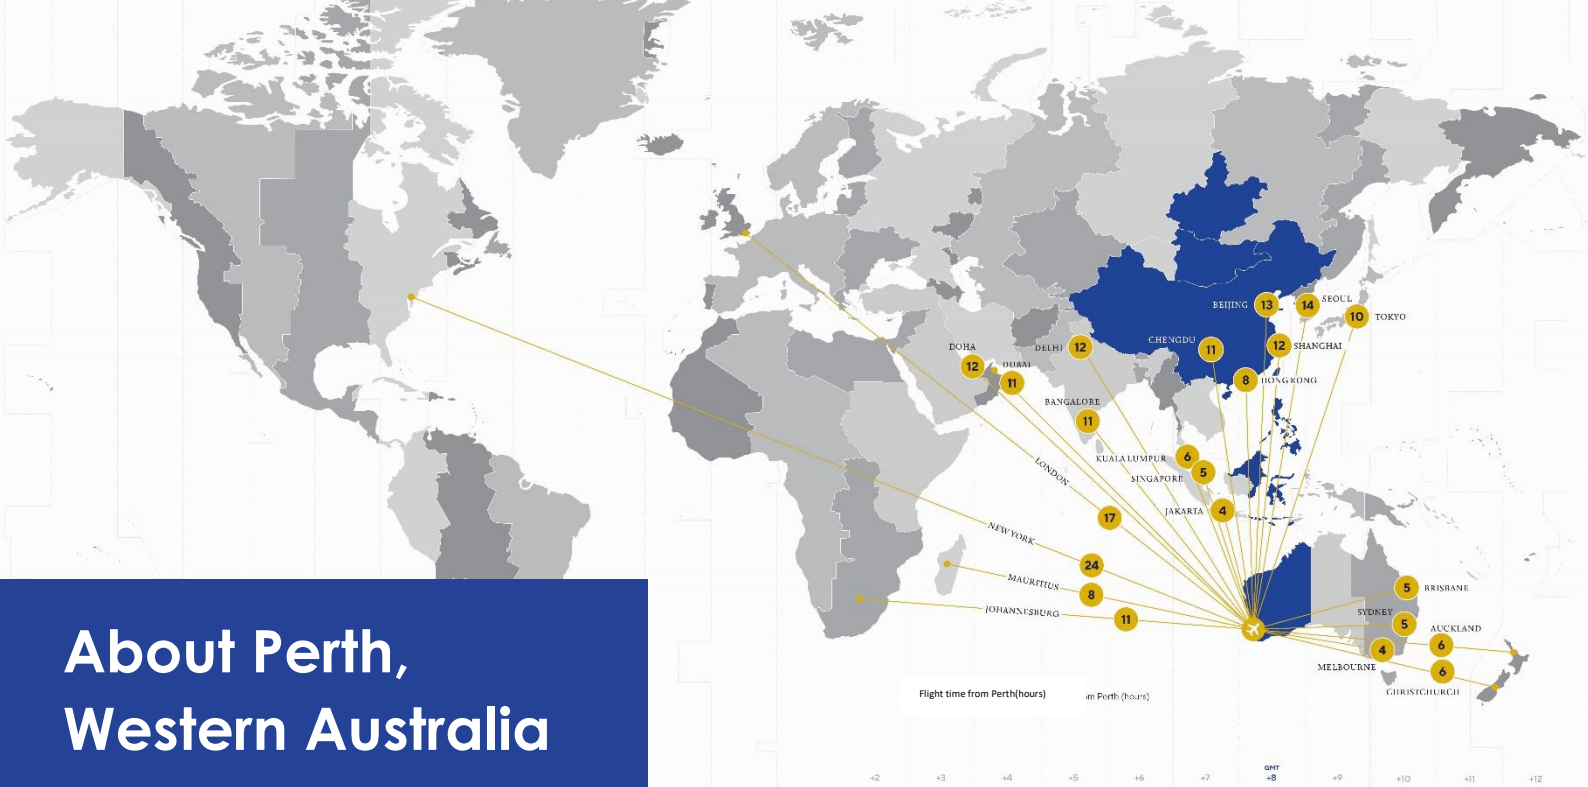 BEIJING 13
14 SEOUL
10 TOKYO
DOHA
12
DELHI 12
CHENGDU 11
12 SHANGHAI
DUBAI
11
8 HONG KONG
BANGALORE
11
KUALA LUMPUR 6
SINGAPORE 5
LONDON
17
JAKARTA 4
NEW YORK
24
MAURITIUS
8
JOHANNESBURG
11
5 BRISBANE
SYDNEY
5
AUCKLAND
6
4
MELBOURNE
6
CHRISTCHURCH
About Perth,
Western Australia
Flight time from Perth(hours)
om Perth (hours)
GMT
+2 +3 +4 +5 +6 +7 +8 +9 +10 +11 +12